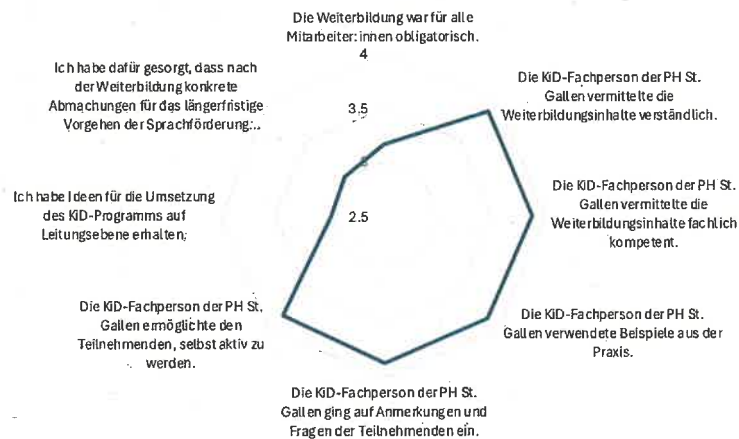 Die Weiterbildung war für alle
Mitarbeiter:innen obligatorisch.
4
3.5
3
2.5
Die KiD-Fachperson der PH St.
Gallen vermittelte die
Weiterbildungsinhalte verständlich.
Die KiD-Fachperson der PH St.
Gallen vermittelte die
Weiterbildungsinhalte fachlich
kompetent.
Die KiD-Fachperson der PH St.
Gallen verwendete Beispiele aus der
Praxis.
Die KiD-Fachperson der PH St.
Gallen ging auf Anmerkungen und
Fragen der Teilnehmenden ein.
Die KiD-Fachperson der PH St.
Gallen ermöglichte den
Teilnehmenden, selbst aktiv zu
werden.
Ich habe Ideen für die Umsetzung
des KiD-Programms auf
Leitungsebene erhalten.
Ich habe dafür gesorgt, dass nach
der Weiterbildung konkrete
Abmachungen für das längerfristige
Vorgehen der Sprachförderung...